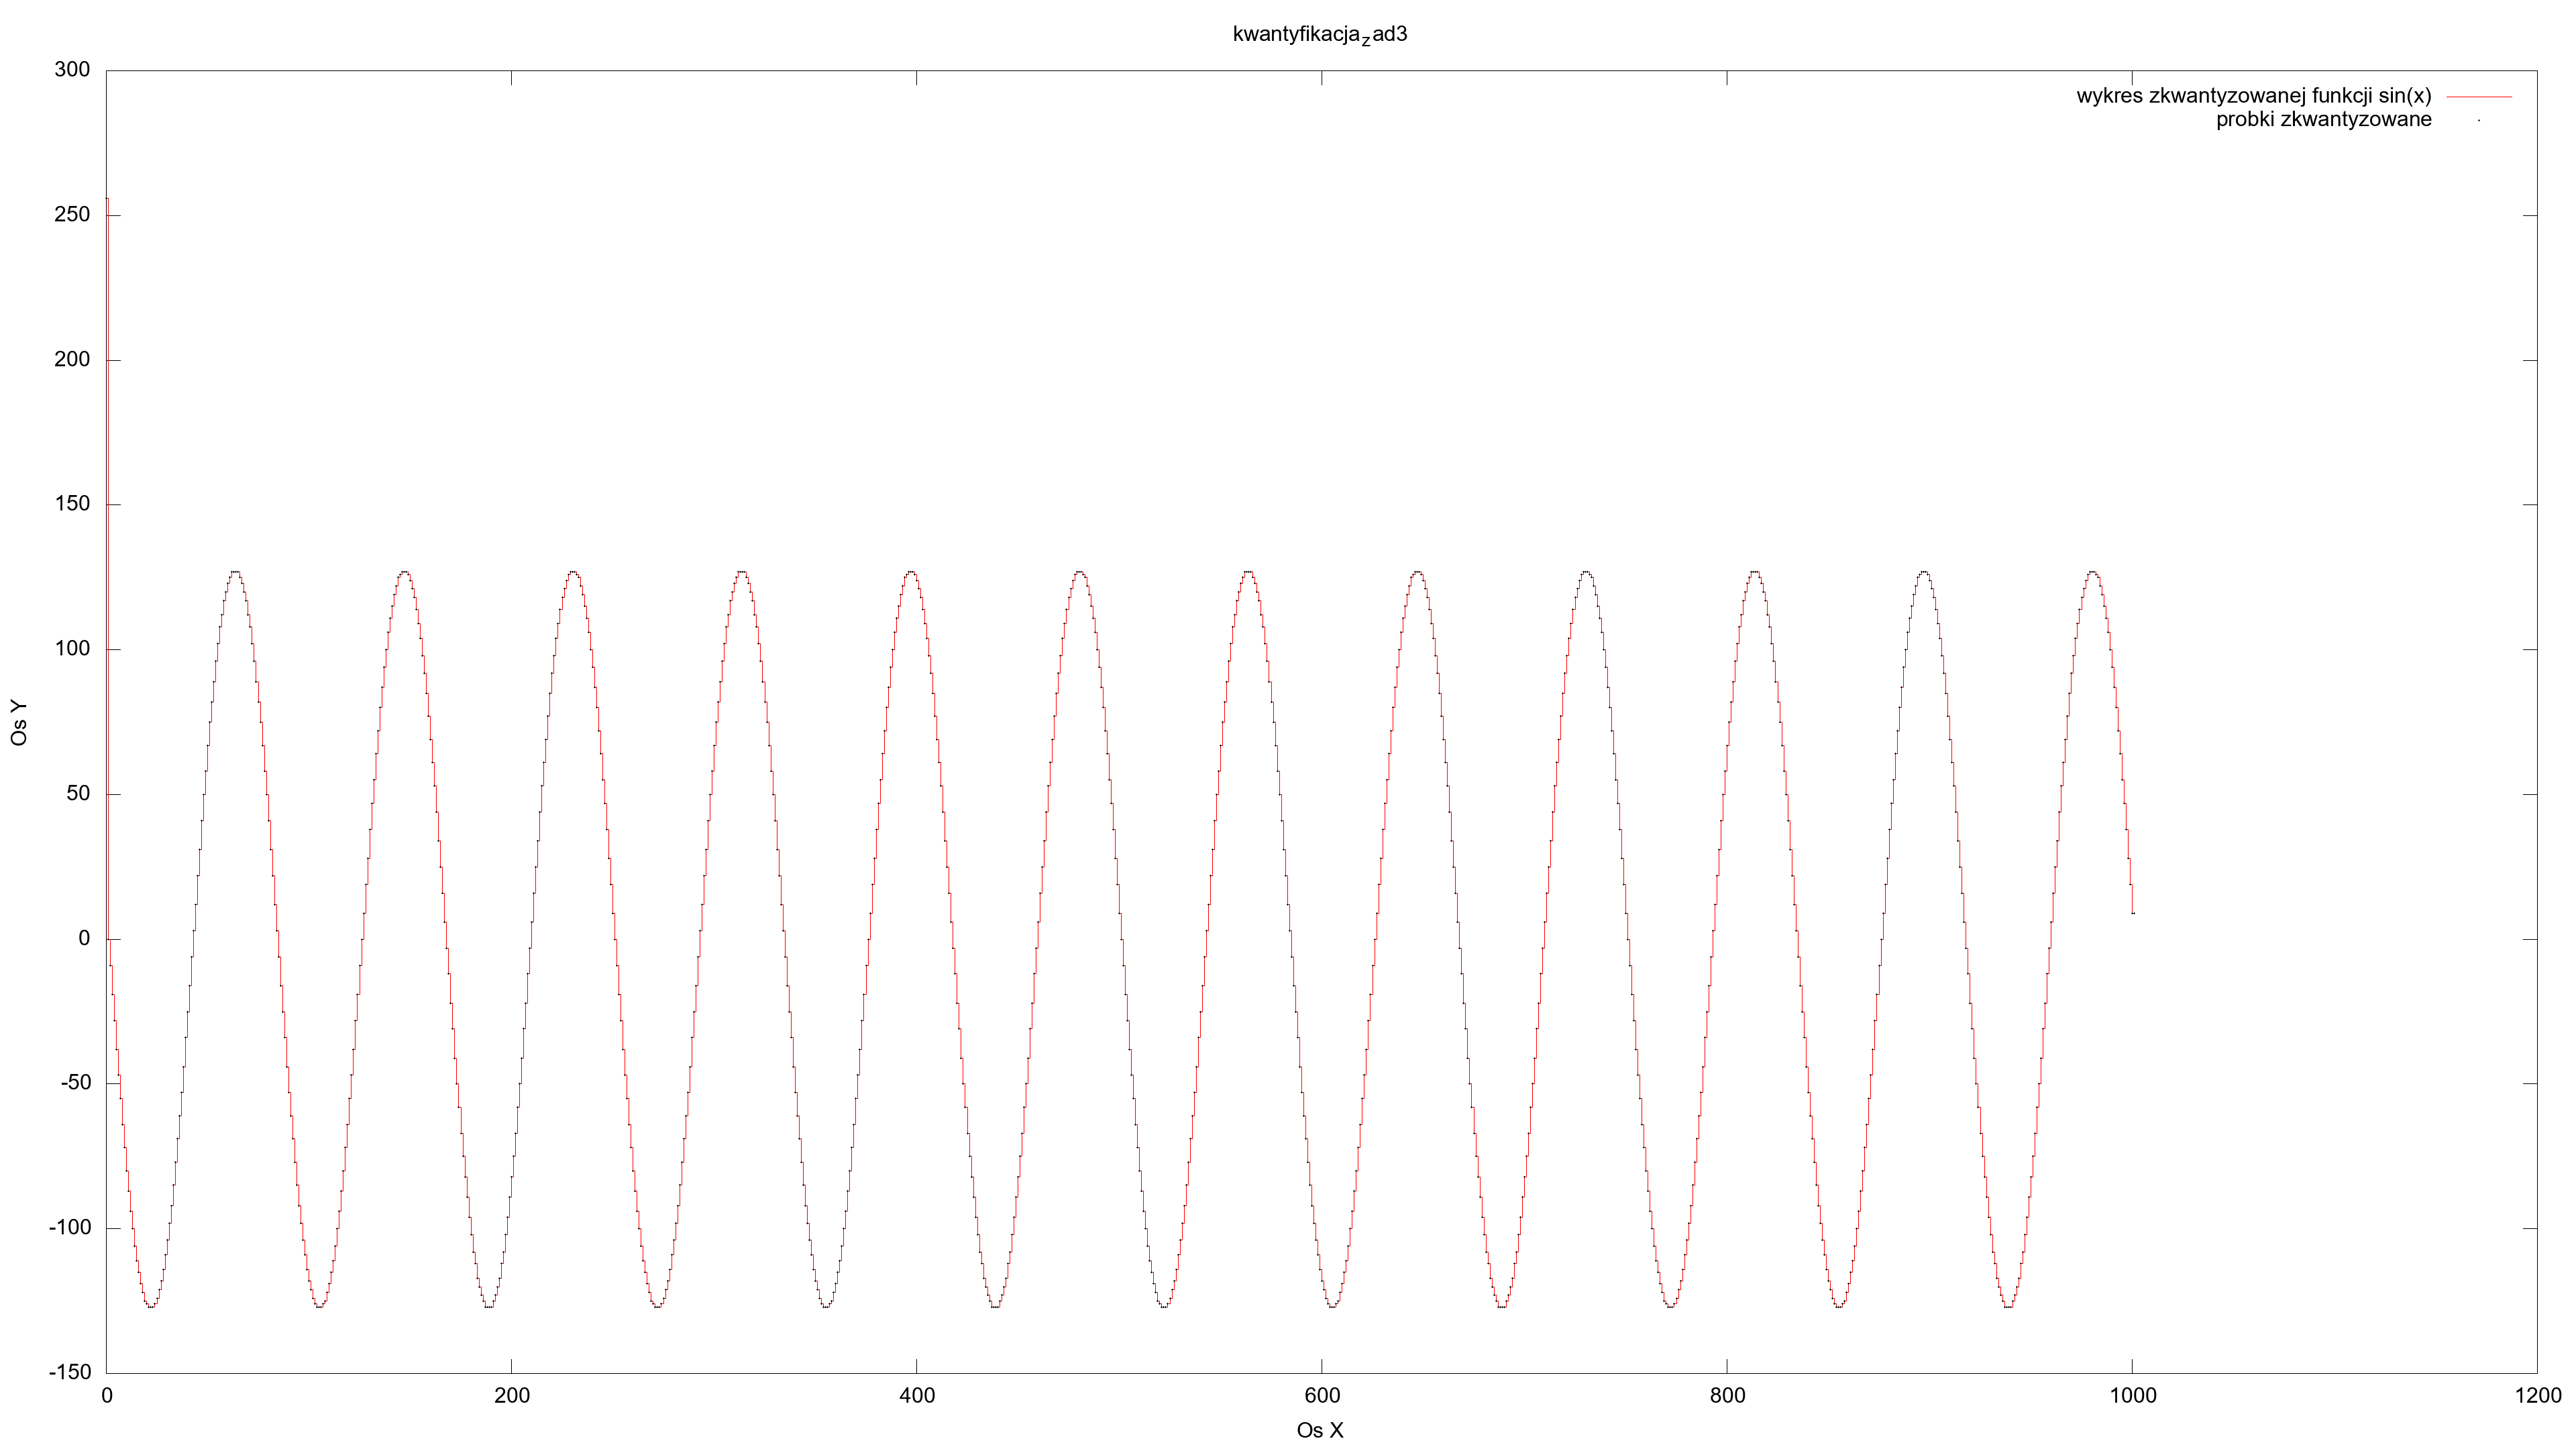 kwantyfikacja_zad3
300
wykres zkwantyzowanej funkcji sin(x)
probki zkwantyzowane
250
200
150
100
50
0
-50
-100
-150
Os Y
0 200 400 600 800 1000 1200
Os X